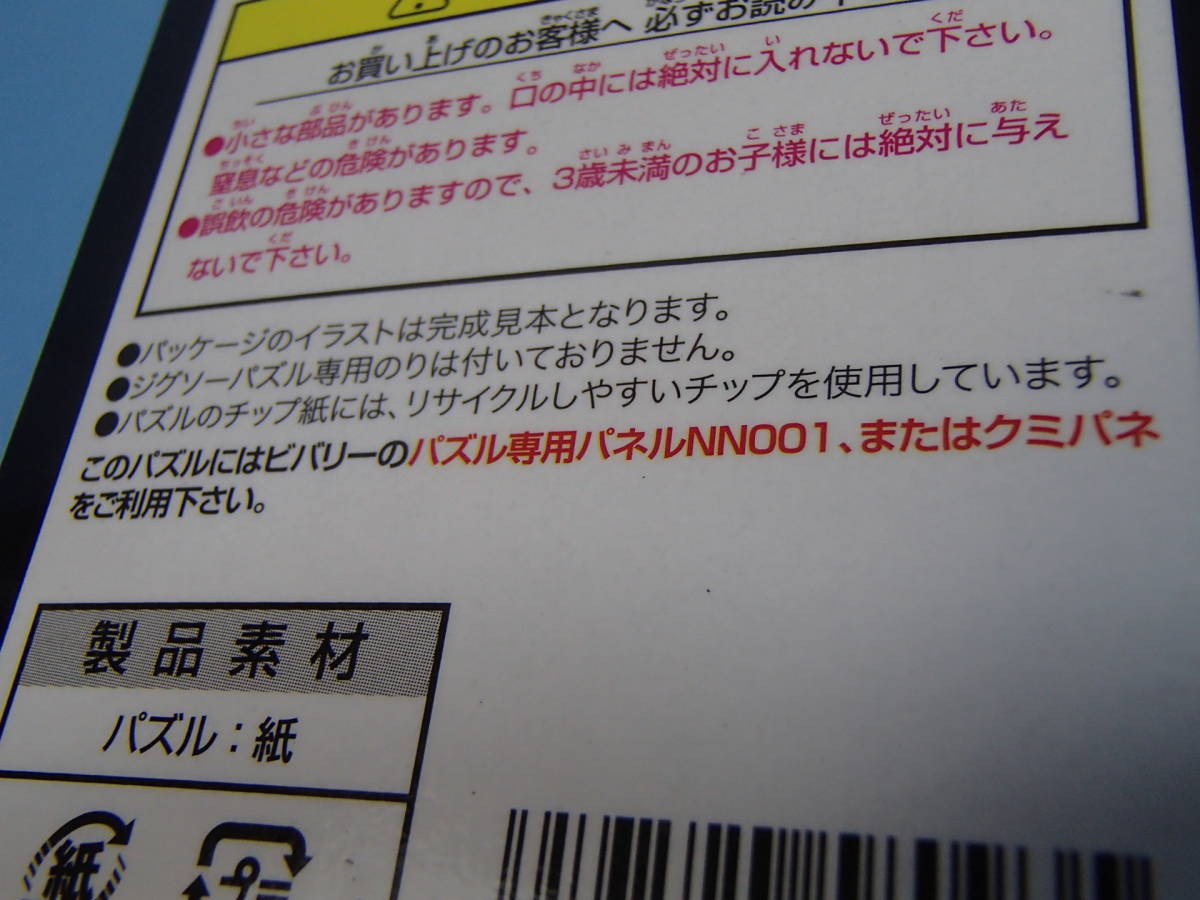 お買い上げのお客様へ 必ずお読み
●小さな部品があります。口の中には絶対に入れないで下さい。
窒息などの危険があります。
●誤飲の危険がありますので、3歳未満のお子様には絶対に与え
ないで下さい。
●パッケージのイラストは完成見本となります。
●ジグソーパズル専用のりは付いておりません。
●パズルのチップ紙には、リサイクルしやすいチップを使用しています。
このパズルにはビバリーのパズル専用パネルNN001、またはクミパネ
をご利用下さい。
製品素材
パズル:紙
紙